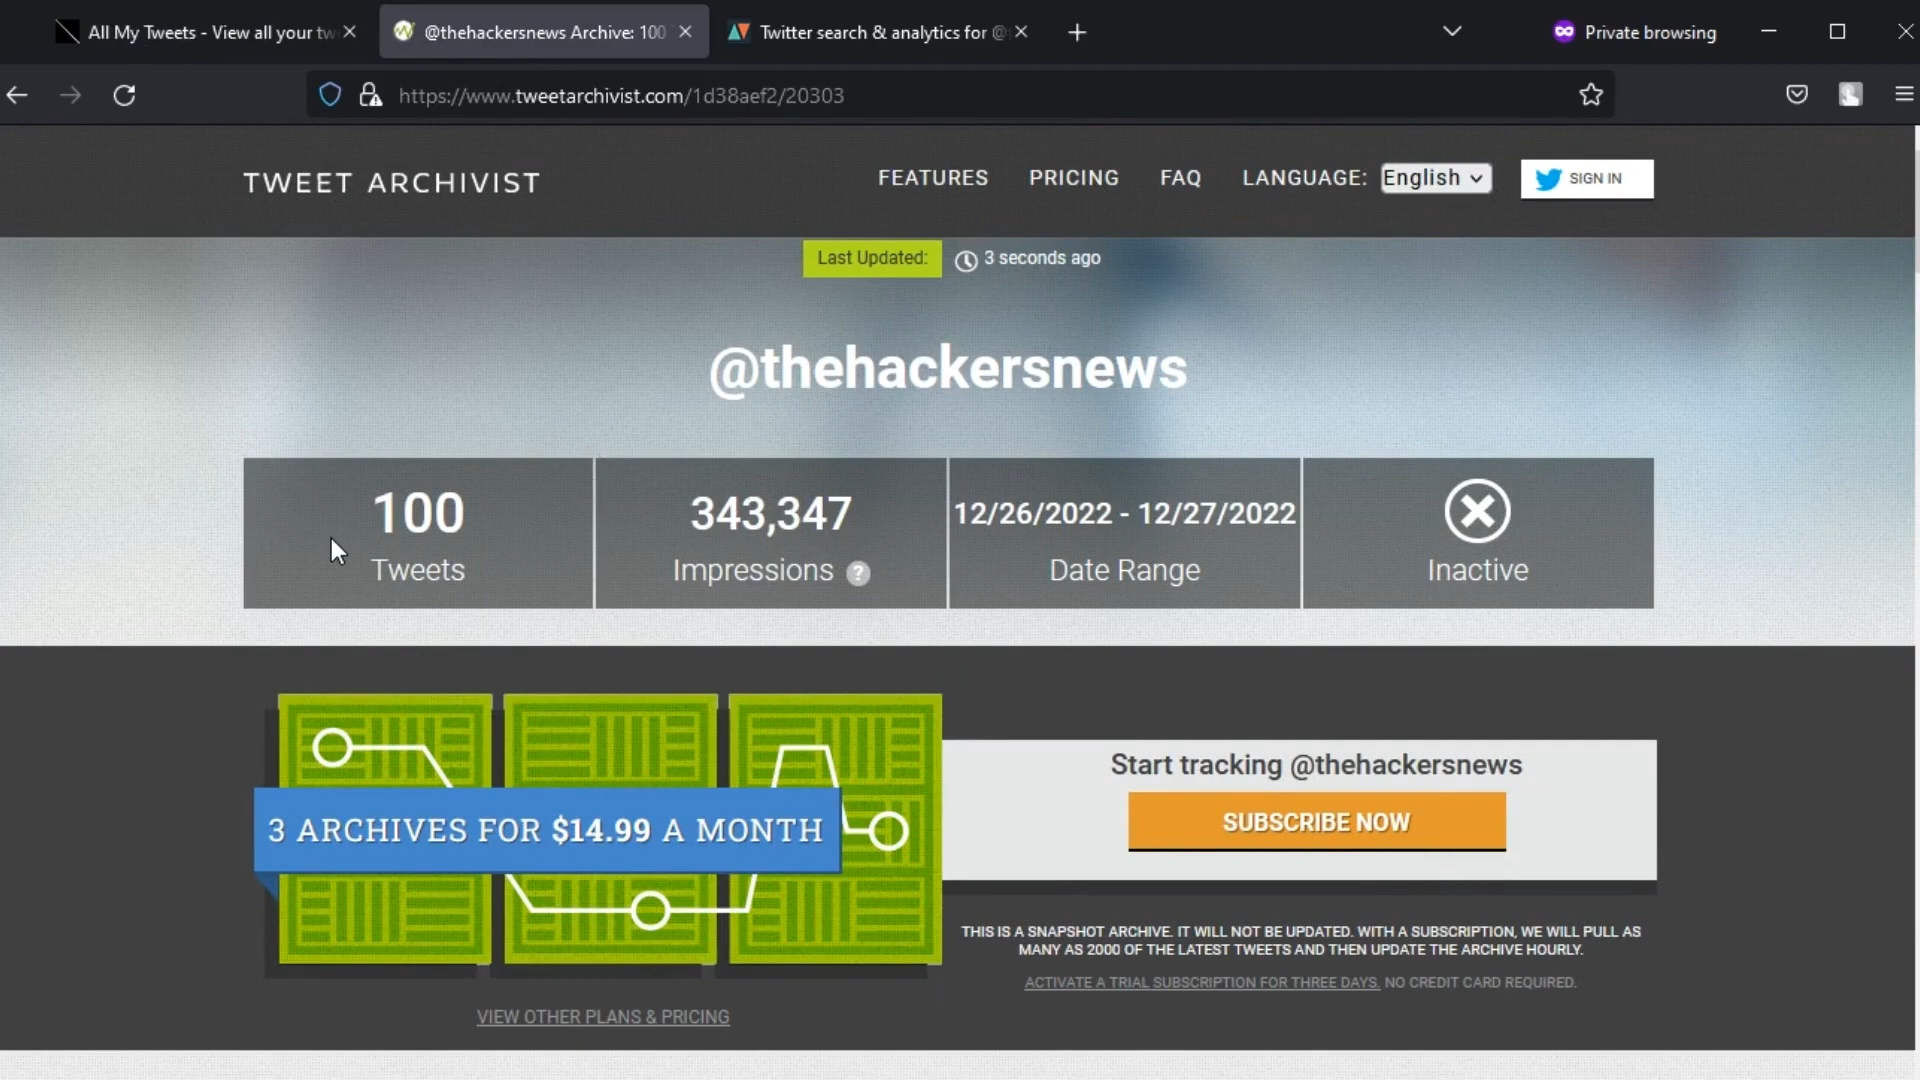 All My Tweets - View all your tw
@thehackersnews Archive: 100
Twitter search & analytics for @
Private browsing
https://www.tweetarchivist.com/1d38aef2/20303
TWEET ARCHIVIST
FEATURES
PRICING
FAQ
LANGUAGE:
English
SIGN IN
Last Updated:
3 seconds ago
@thehackersnews
100
Tweets
343,347
Impressions ?
12/26/2022 - 12/27/2022
Date Range
Inactive
3 ARCHIVES FOR $14.99 A MONTH
VIEW OTHER PLANS & PRICING
Start tracking @thehackersnews
SUBSCRIBE NOW
THIS IS A SNAPSHOT ARCHIVE. IT WILL NOT BE UPDATED. WITH A SUBSCRIPTION, WE WILL PULL AS
MANY AS 2000 OF THE LATEST TWEETS AND THEN UPDATE THE ARCHIVE HOURLY.
ACTIVATE A TRIAL SUBSCRIPTION FOR THREE DAYS. NO CREDIT CARD REQUIRED.